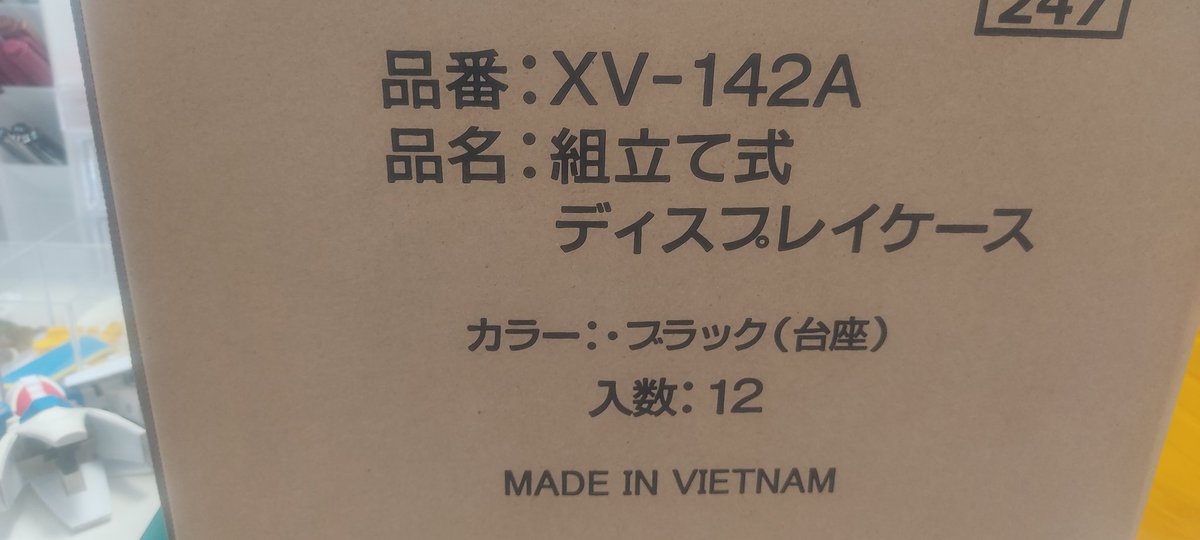 247
品番：XV-142A
品名：組立て式
ディスプレイケース
カラー：・ブラック（台座）
入数：12
MADE IN VIETNAM